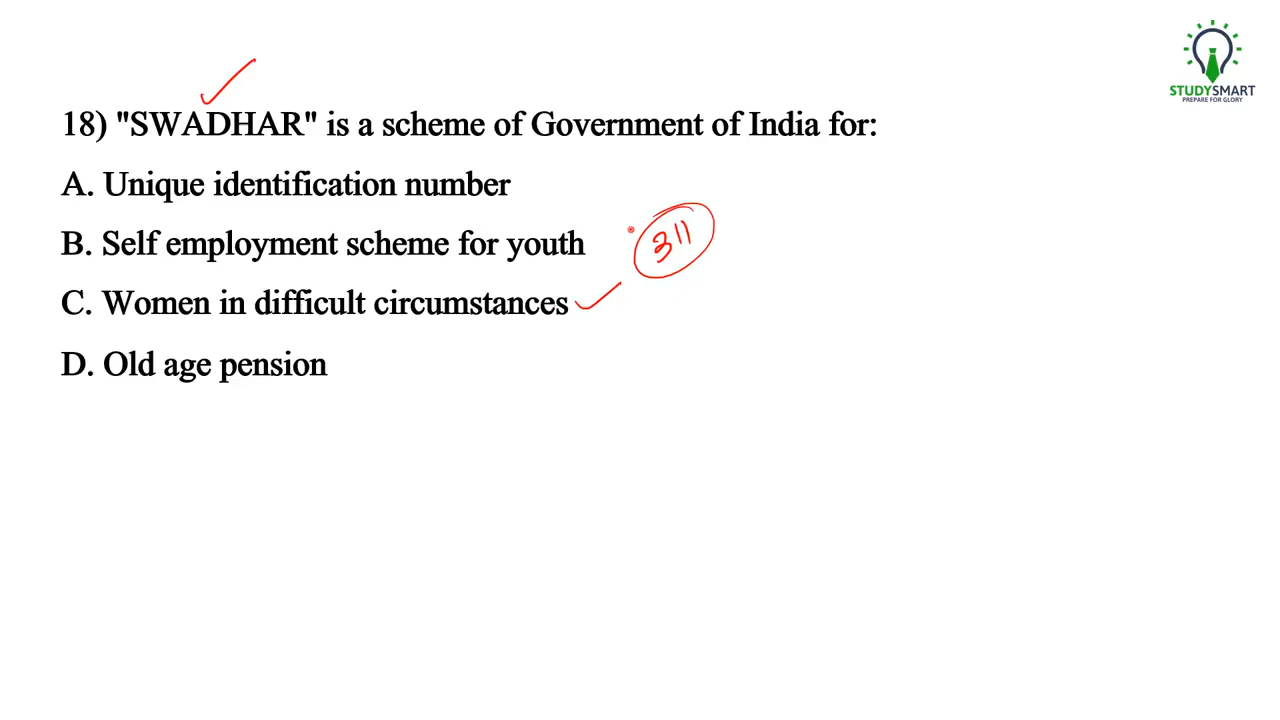 STUDYSMART
PREPARE FOR GLORY
18) "SWADHAR" is a scheme of Government of India for:
A. Unique identification number
B. Self employment scheme for youth
311
C. Women in difficult circumstances
D. Old age pension